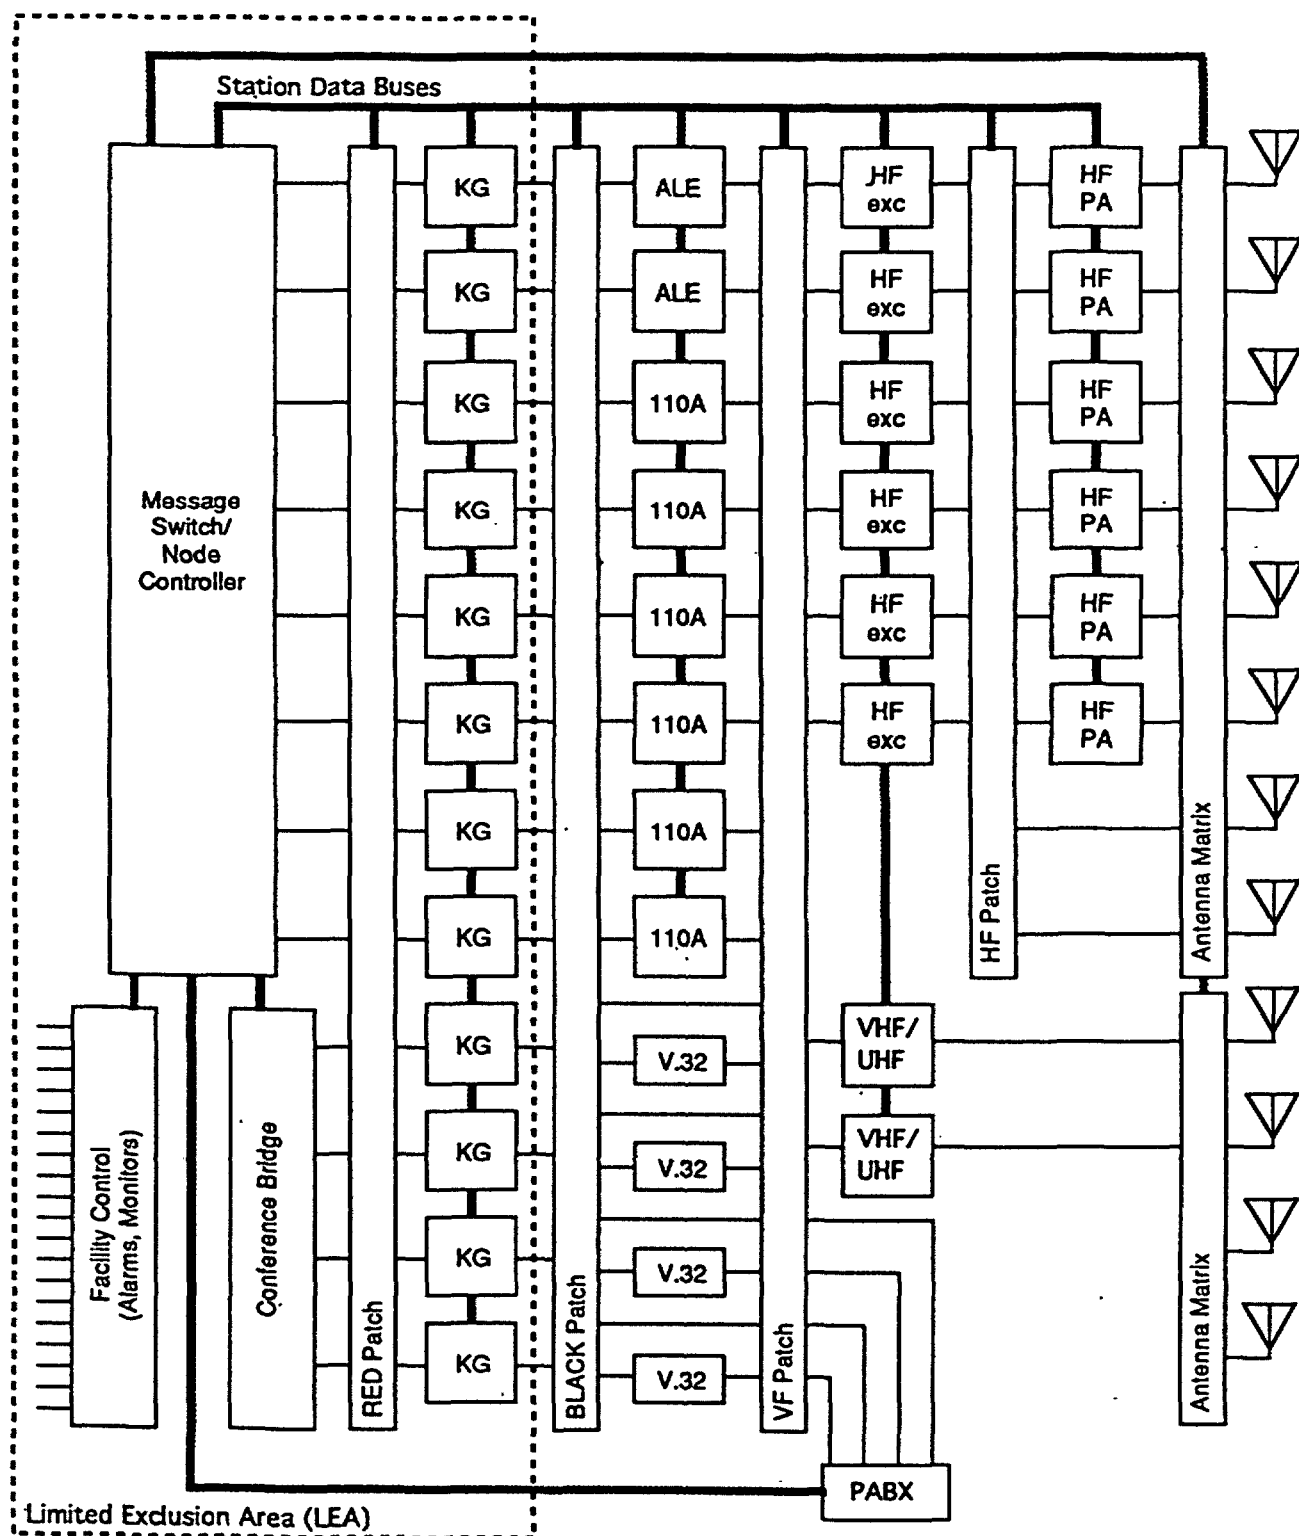 Station Data Buses
KG
ALE
HF
exc
HF
PA
KG
ALE
HF
exc
HF
PA
KG
110A
HF
exc
HF
PA
KG
110A
HF
exc
HF
PA
Message
Switch/
Node
Controller
KG
110A
HF
exc
HF
PA
KG
110A
HF
exc
HF
PA
KG
110A
KG
110A
HF Patch
Antenna Matrix
KG
V.32
VHF/
UHF
KG
V.32
VHF/
UHF
Facility Control
(Alarms, Monitors)
Conference Bridge
KG
V.32
RED Patch
KG
BLACK Patch
V.32
VF Patch
Antenna Matrix
PABX
Limited Exclusion Area (LEA)